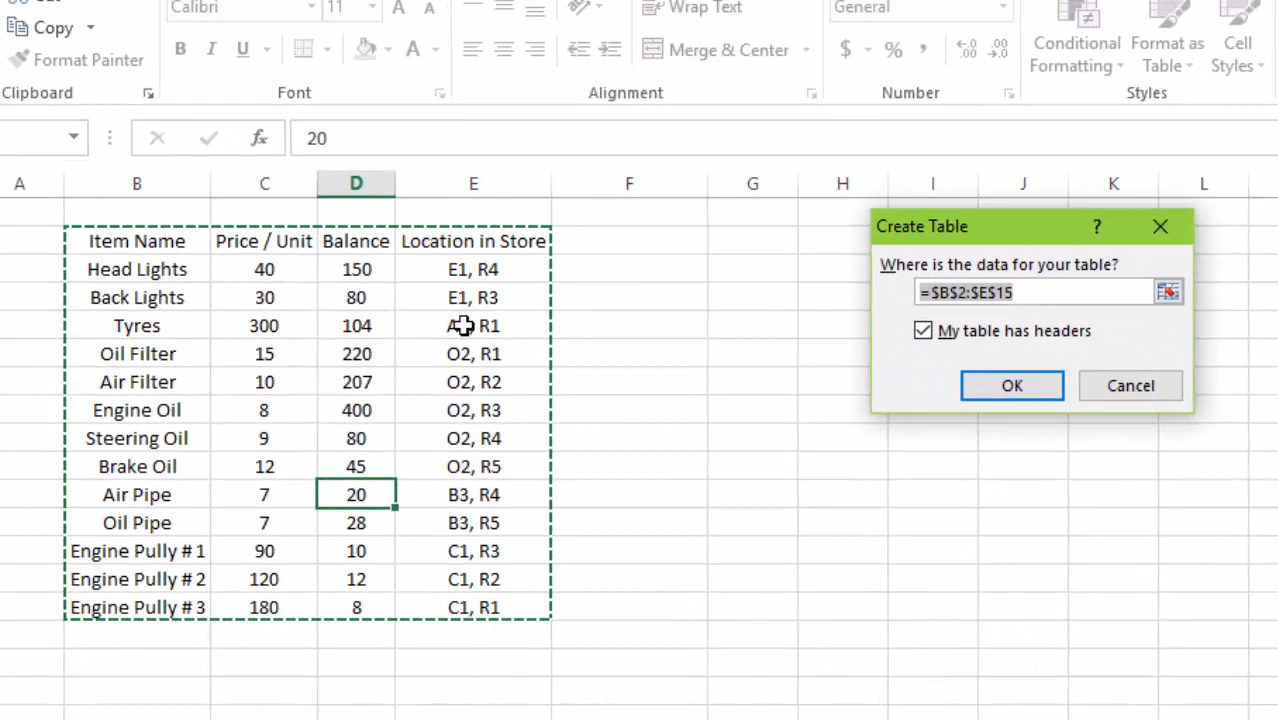 Copy
Format Painter
Clipboard
Calibri 11 A A
B I U A
Font
Wrap Text
Merge & Center
Alignment
General
$ % , ←.0 .00 .00 →.0
Number
Conditional Formatting
Format as Table
Cell Styles
Styles
fx 20
A B C D E F G H I J K L
Item Name Price / Unit Balance Location in Store
Head Lights 40 150 E1, R4
Back Lights 30 80 E1, R3
Tyres 300 104 R1
Oil Filter 15 220 O2, R1
Air Filter 10 207 O2, R2
Engine Oil 8 400 O2, R3
Steering Oil 9 80 O2, R4
Brake Oil 12 45 O2, R5
Air Pipe 7 20 B3, R4
Oil Pipe 7 28 B3, R5
Engine Pully # 1 90 10 C1, R3
Engine Pully # 2 120 12 C1, R2
Engine Pully # 3 180 8 C1, R1
Create Table ?
Where is the data for your table?
=$B$2:$E$15
My table has headers
OK Cancel